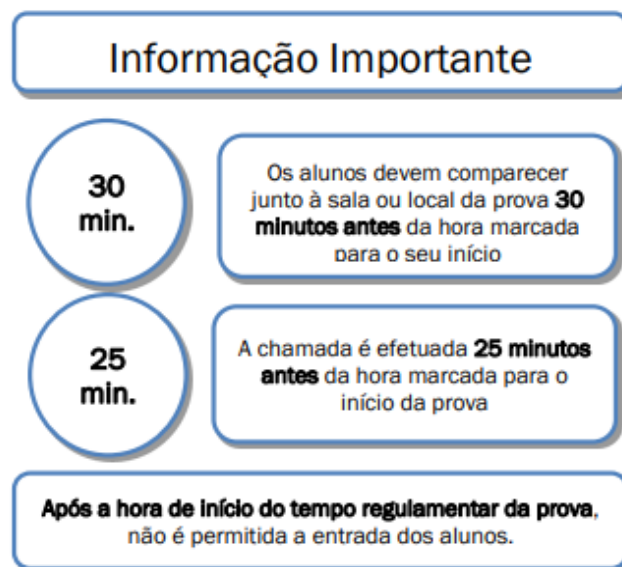 Informação Importante
30
min.
Os alunos devem comparecer
junto à sala ou local da prova 30
minutos antes da hora marcada
para o seu início
25
min.
A chamada é efetuada 25 minutos
antes da hora marcada para o
início da prova
Após a hora de início do tempo regulamentar da prova,
não é permitida a entrada dos alunos.